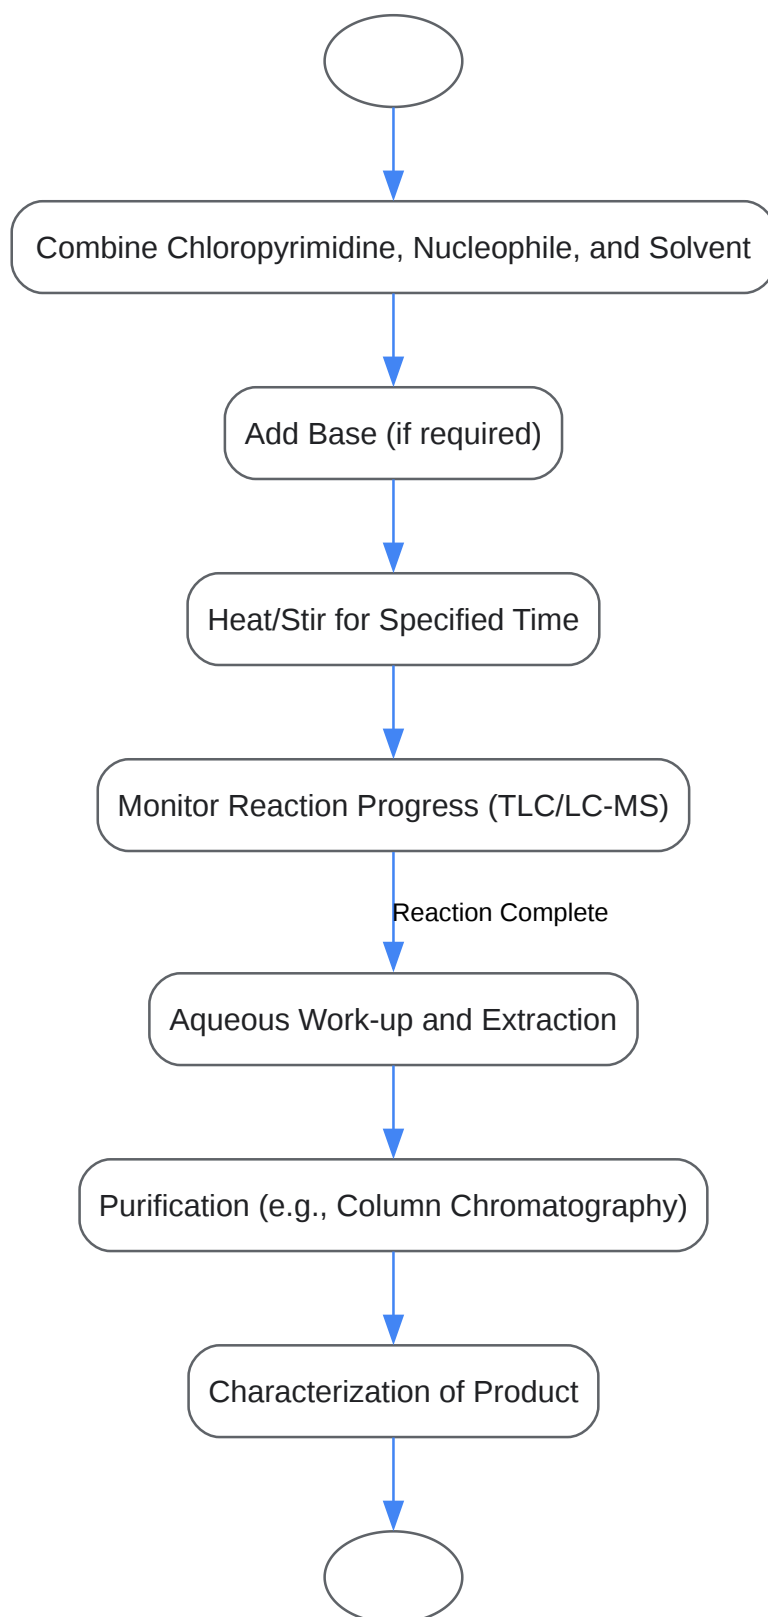 Combine Chloropyrimidine, Nucleophile, and Solvent
Add Base (if required)
Heat/Stir for Specified Time
Monitor Reaction Progress (TLC/LC-MS)
Reaction Complete
Aqueous Work-up and Extraction
Purification (e.g., Column Chromatography)
Characterization of Product